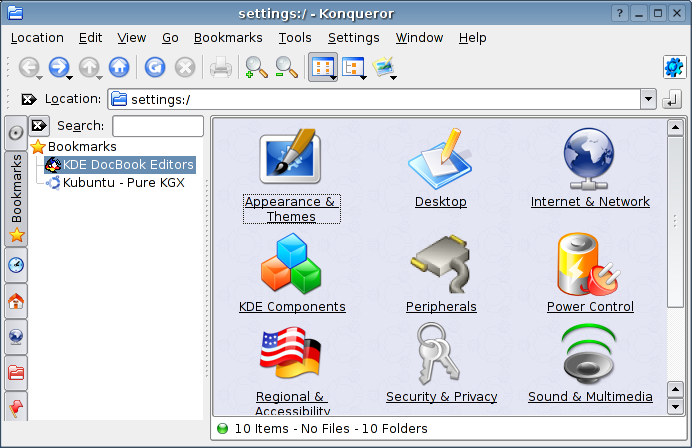 settings:/ - Konqueror
Location Edit View Go Bookmarks Tools Settings Window Help
Location: settings:/
Search:
Bookmarks
Bookmarks
KDE DocBook Editors
Kubuntu - Pure KGX
Appearance &
Themes
Desktop
Internet & Network
KDE Components
Peripherals
Power Control
Regional &
Accessibility
Security & Privacy
Sound & Multimedia
10 Items - No Files - 10 Folders